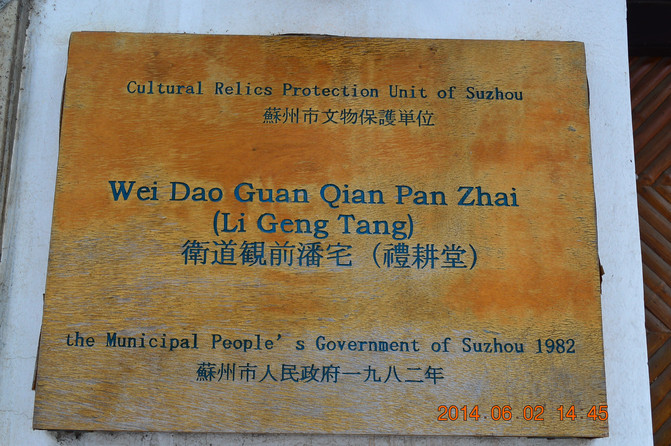 Cultural Relics Protection Unit of Suzhou
蘇州市文物保護単位
Wei Dao Guan Qian Pan Zhai
(Li Geng Tang)
衛道観前潘宅（禮耕堂）
the Municipal People's Government of Suzhou 1982
蘇州市人民政府一九八二年
2014.06.02 14:45